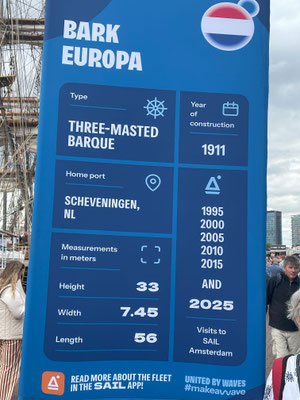 BARK
EUROPA
Type
THREE-MASTED
BARQUE
Year
of
construction
1911
Home port
SCHEVENINGEN,
NL
1995
2000
2005
2010
2015
AND
2025
Visits to
SAIL
Amsterdam
Measurements
in meters
Height 33
Width 7.45
Length 56
READ MORE ABOUT THE FLEET
IN THE SAIL APP!
UNITED BY WAVES
#makeawave